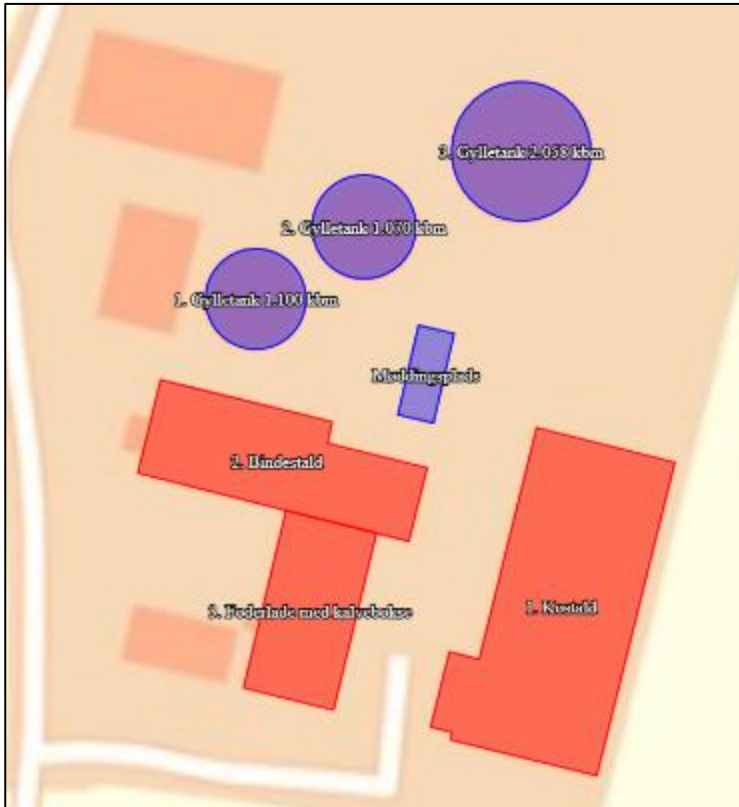 3. Gylletank 2.058 kbm
2. Gylletank 1.070 kbm
1. Gylletank 1.100 kbm
Møddingsplads
2. Bindestald
3. Foderlade med kalvebokse
1. Kostald